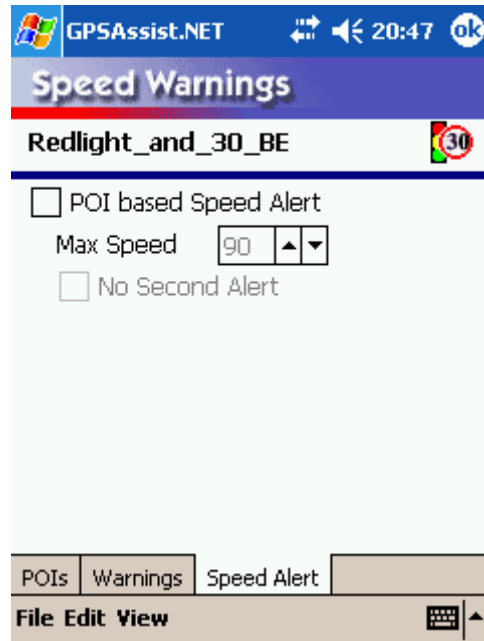 GPSAssist.NET 20:47 ok
Speed Warnings
Redlight_and_30_BE 30
POI based Speed Alert
Max Speed 90
No Second Alert
POIs Warnings Speed Alert
File Edit View